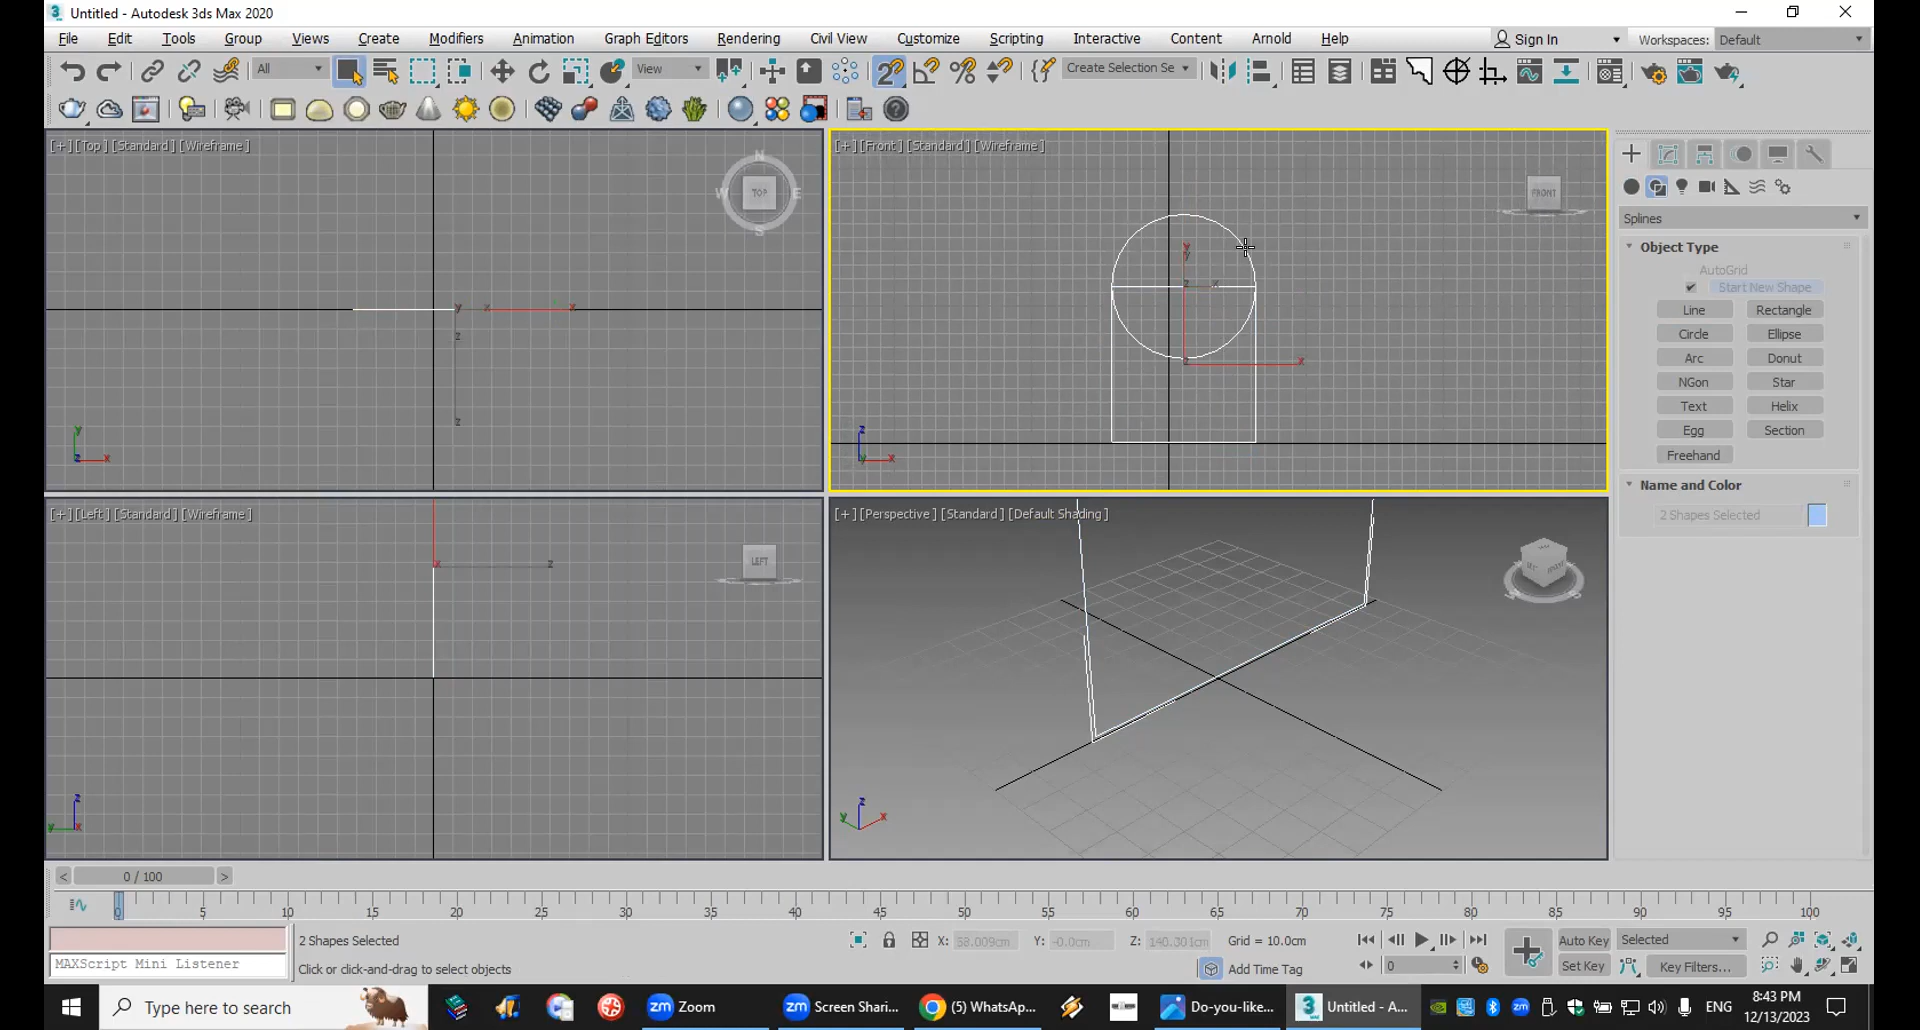 Untitled - Autodesk 3ds Max 2020
File Edit Tools Group Views Create Modifiers Animation Graph Editors Rendering Civil View Customize Scripting Interactive Content Arnold Help Sign In Workspaces: Default
All View Create Selection Se
[+][Top][Standard][Wireframe]
N
W TOP E
S
y x x
z
z
y
z x
[+][Front][Standard][Wireframe]
FRONT
y
y
z x
z x
z
y x
[+][Left][Standard][Wireframe]
LEFT
x z
z
y x
[+][Perspective][Standard][Default Shading]
z
y x
Splines
Object Type
AutoGrid
Start New Shape
Line Rectangle
Circle Ellipse
Arc Donut
NGon Star
Text Helix
Egg Section
Freehand
Name and Color
2 Shapes Selected
< 0 / 100 >
0 5 10 15 20 25 30 35 40 45 50 55 60 65 70 75 80 85 90 95 100
2 Shapes Selected X: 58.009cm Y: -0.0cm Z: 140.301cm Grid = 10.0cm Auto Key Selected
MAXScript Mini Listener Click or click-and-drag to select objects Add Time Tag 0 Set Key Key Filters...
Type here to search Zoom Screen Shari... (5) WhatsAp... Do-you-like... Untitled - A... ENG
8:43 PM
12/13/2023